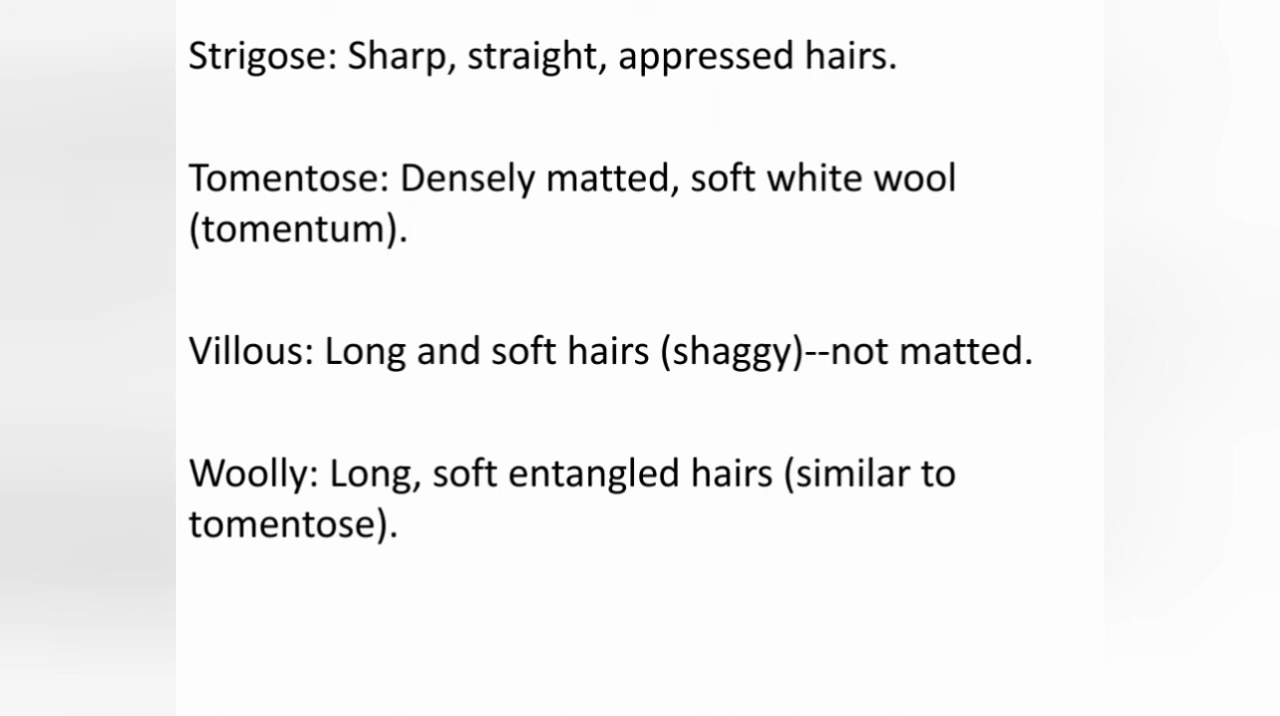 Strigose: Sharp, straight, appressed hairs.
Tomentose: Densely matted, soft white wool
(tomentum).
Villous: Long and soft hairs (shaggy)--not matted.
Woolly: Long, soft entangled hairs (similar to
tomentose).